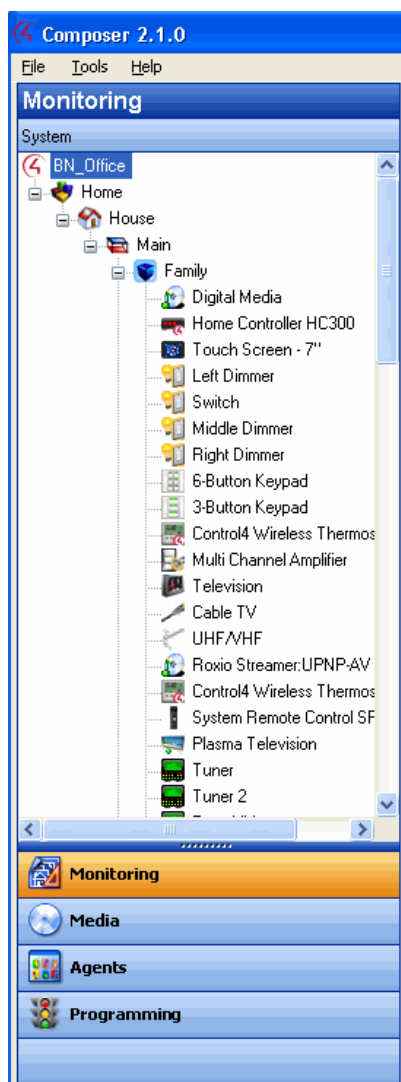 Composer 2.1.0
File Tools Help
Monitoring
System
BN_Office
Home
House
Main
Family
Digital Media
Home Controller HC300
Touch Screen - 7"
Left Dimmer
Switch
Middle Dimmer
Right Dimmer
6-Button Keypad
3-Button Keypad
Control4 Wireless Thermos
Multi Channel Amplifier
Television
Cable TV
UHF/VHF
Roxio Streamer:UPNP-AV
Control4 Wireless Thermos
System Remote Control SF
Plasma Television
Tuner
Tuner 2
Monitoring
Media
Agents
Programming